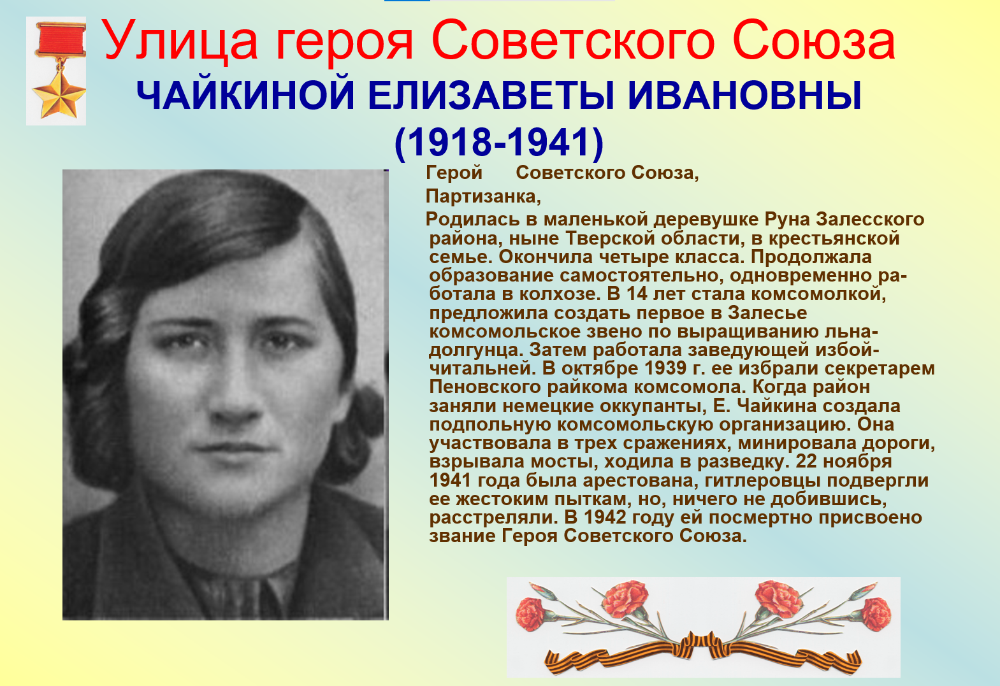 Улица героя Советского Союза
ЧАЙКИНОЙ ЕЛИЗАВЕТЫ ИВАНОВНЫ
(1918-1941)
Герой Советского Союза,
Партизанка,
Родилась в маленькой деревушке Руна Залесского
района, ныне Тверской области, в крестьянской
семье. Окончила четыре класса. Продолжала
образование самостоятельно, одновременно ра-
ботала в колхозе. В 14 лет стала комсомолкой,
предложила создать первое в Залесье
комсомольское звено по выращиванию льна-
долгунца. Затем работала заведующей избой-
читальней. В октябре 1939 г. ее избрали секретарем
Пеновского райкома комсомола. Когда район
заняли немецкие оккупанты, Е. Чайкина создала
подпольную комсомольскую организацию. Она
участвовала в трех сражениях, минировала дороги,
взрывала мосты, ходила в разведку. 22 ноября
1941 года была арестована, гитлеровцы подвергли
ее жестоким пыткам, но, ничего не добившись,
расстреляли. В 1942 году ей посмертно присвоено
звание Героя Советского Союза.